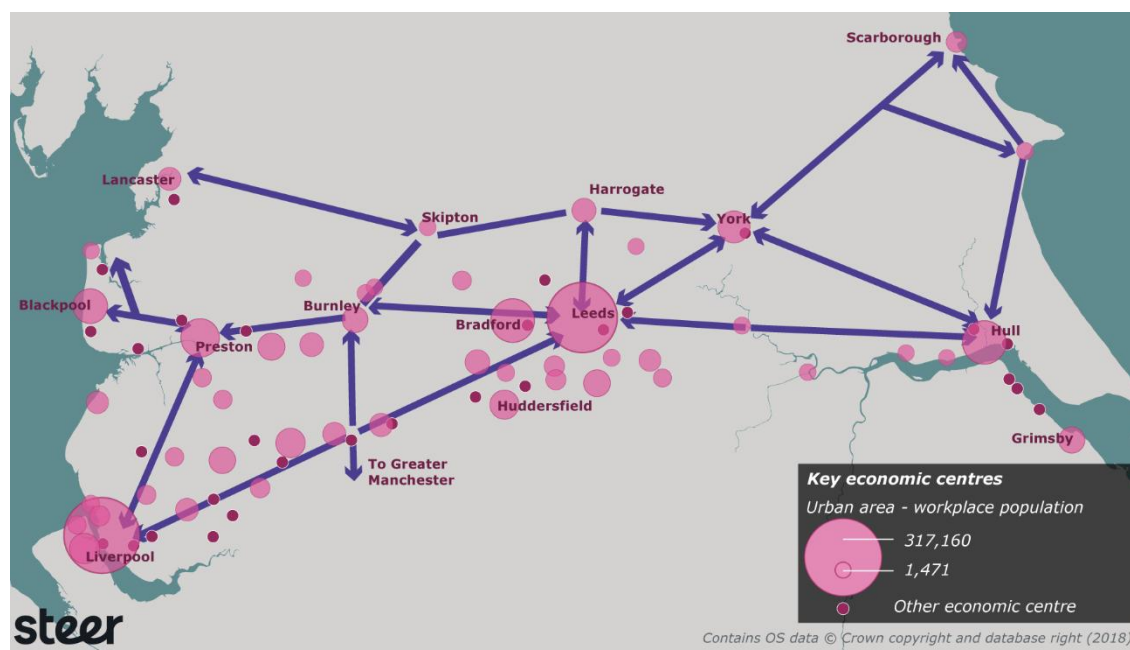 Scarborough
Lancaster
Harrogate
Skipton
York
Blackpool
Burnley
Leeds
Bradford
Preston
Hull
Huddersfield
Grimsby
To Greater
Manchester
Liverpool
Key economic centres
Urban area - workplace population
317,160
1,471
Other economic centre
steer
Contains OS data © Crown copyright and database right (2018)